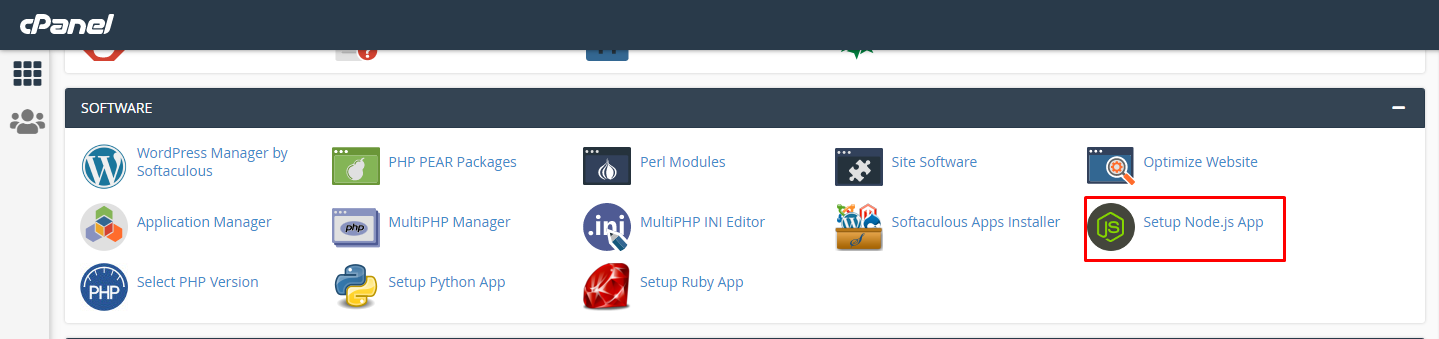 cPanel
SOFTWARE
WordPress Manager by
Softaculous
PHP PEAR Packages
Perl Modules
Site Software
Optimize Website
Application Manager
php
MultiPHP Manager
.ini
MultiPHP INI Editor
Softaculous Apps Installer
JS
Setup Node.js App
PHP
Select PHP Version
Setup Python App
Setup Ruby App